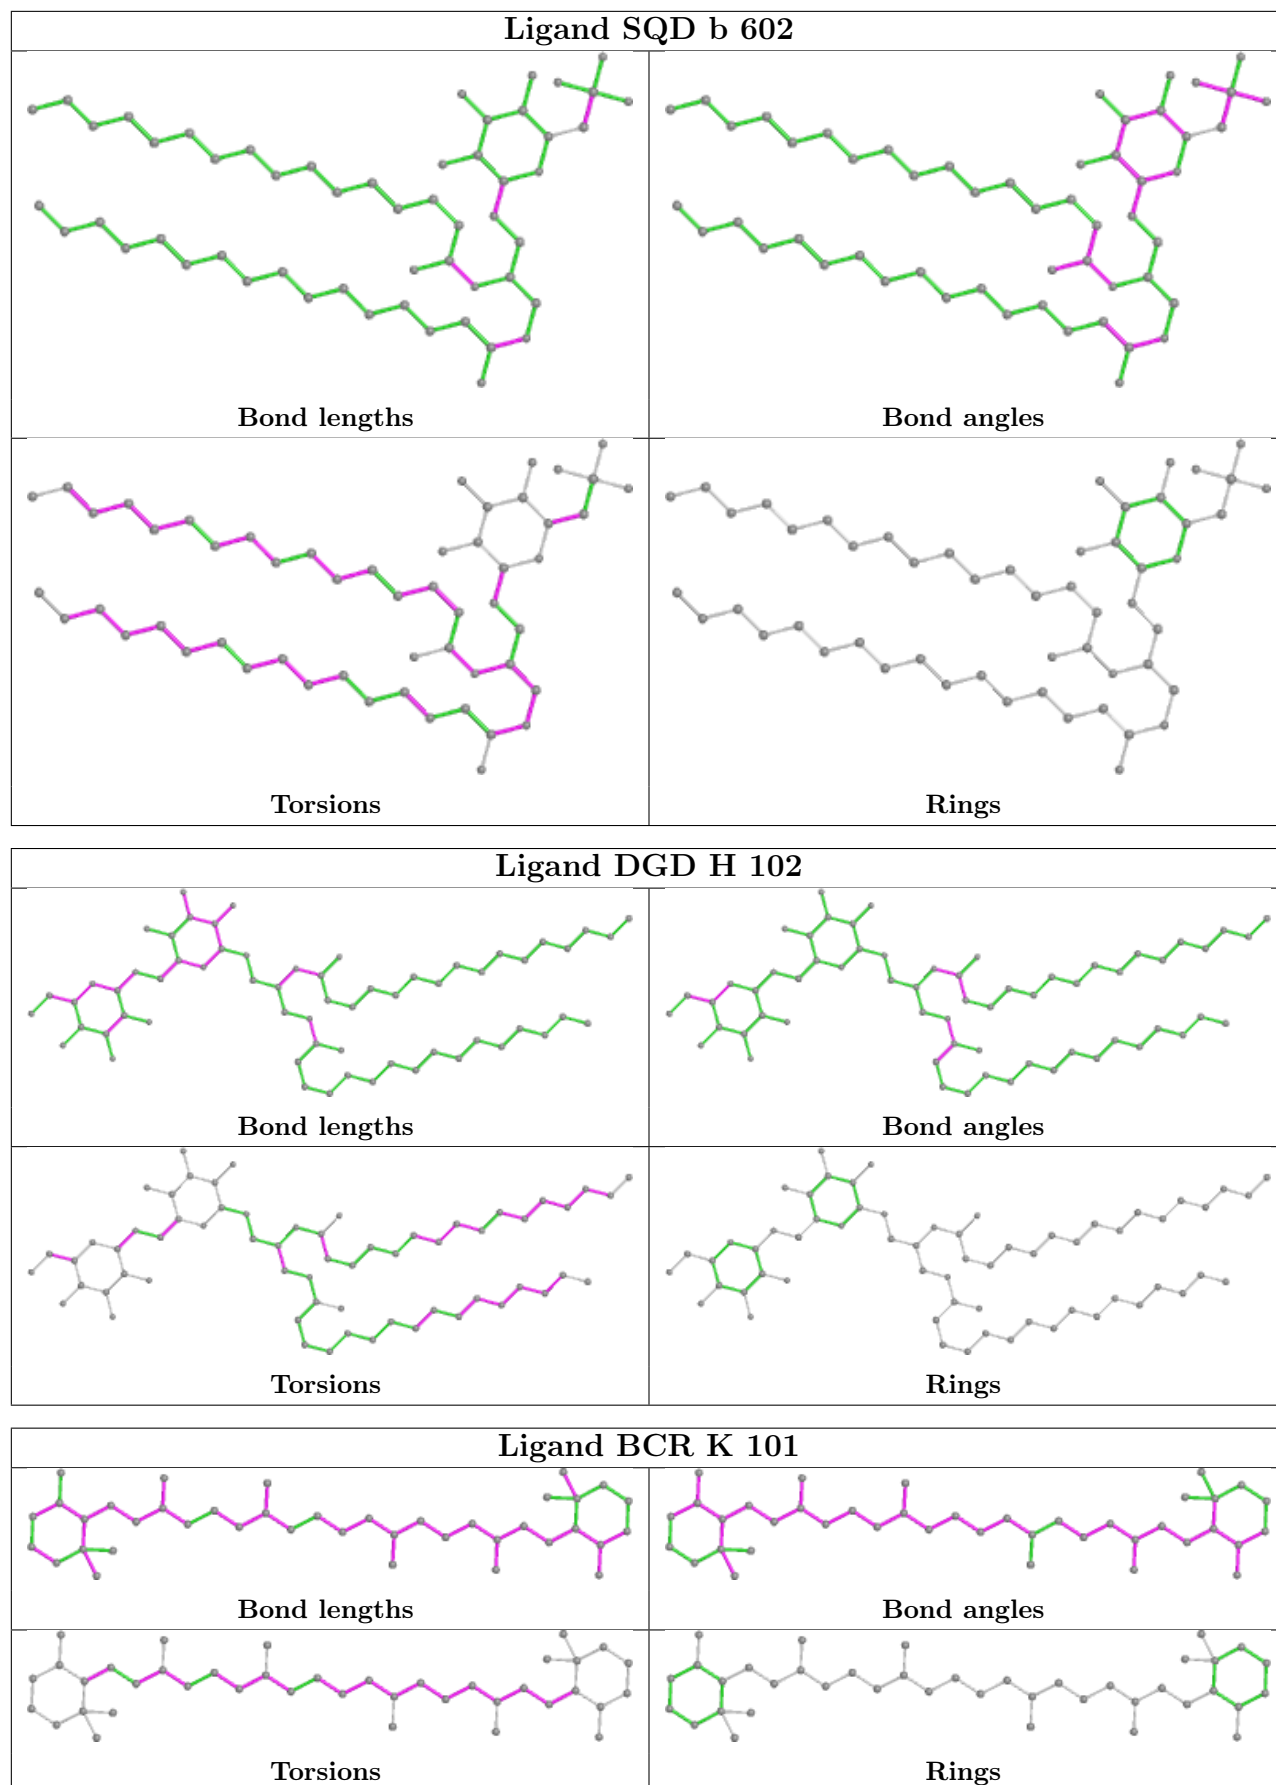 Ligand SQD b 602
Bond lengths
Bond angles
Torsions
Rings
Ligand DGD H 102
Bond lengths
Bond angles
Torsions
Rings
Ligand BCR K 101
Bond lengths
Bond angles
Torsions
Rings